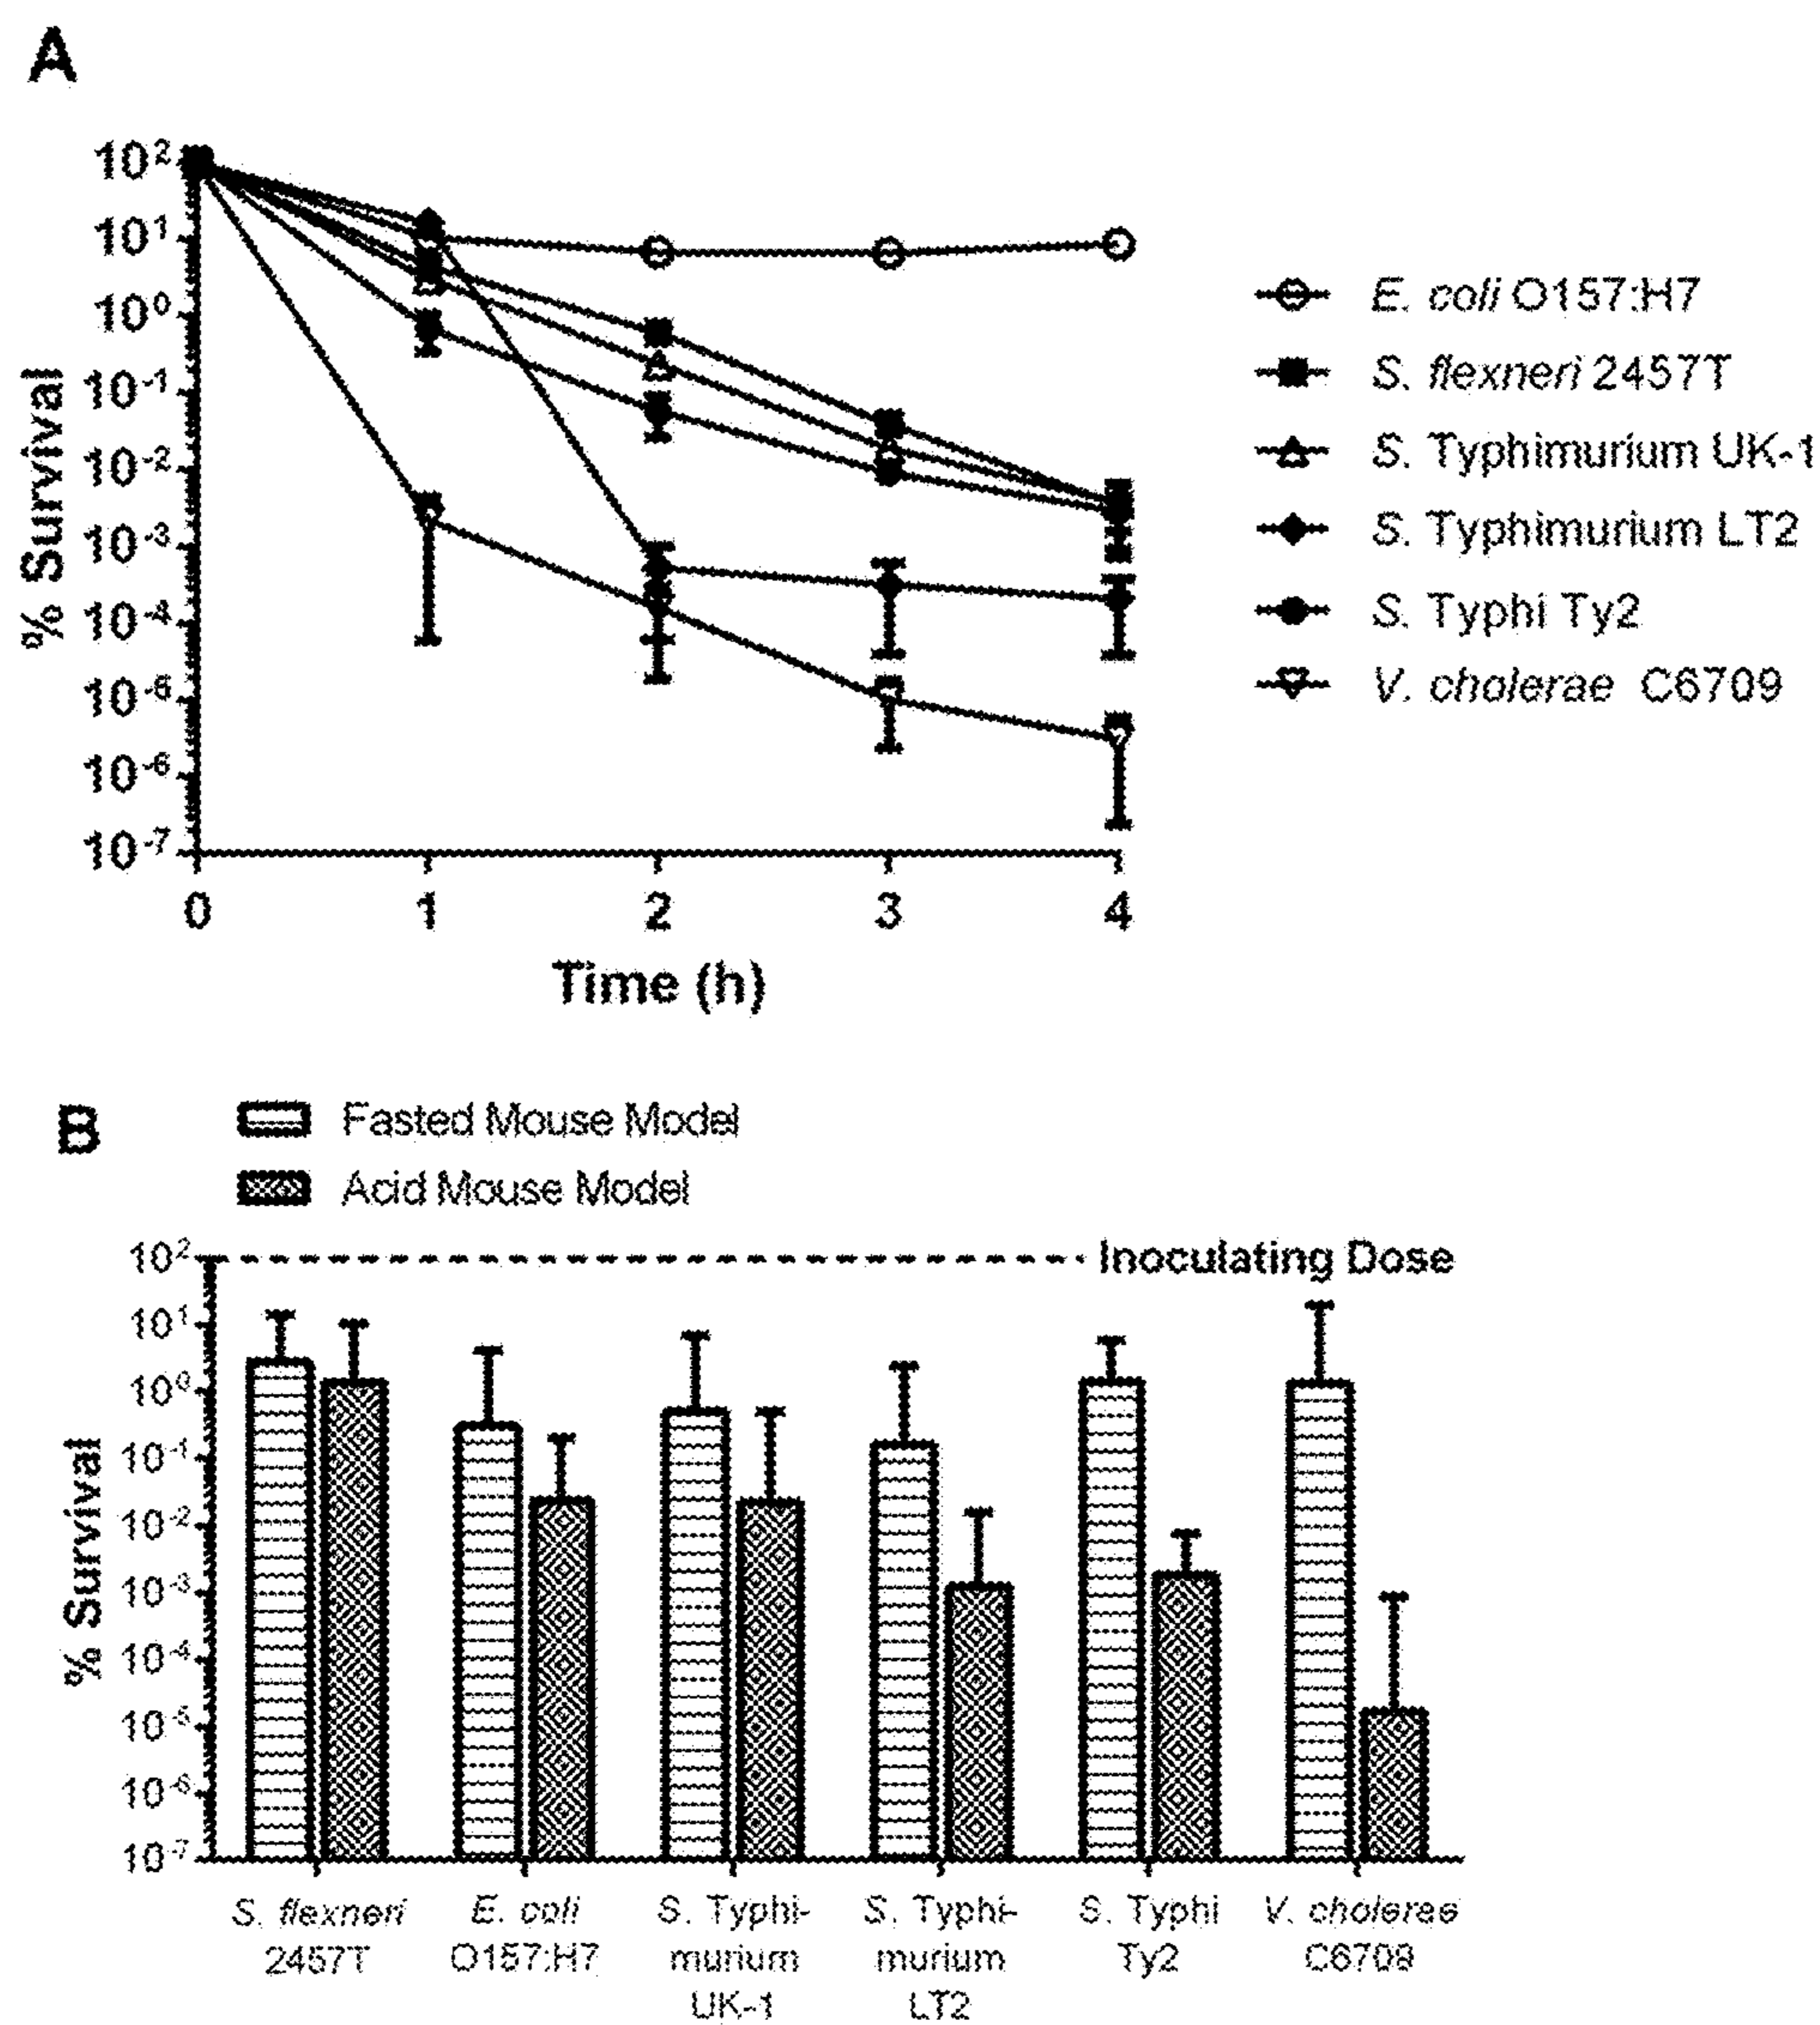 A
10²
10¹
10⁰
10⁻¹
10⁻²
10⁻³
10⁻⁴
10⁻⁵
10⁻⁶
10⁻⁷
% Survival
0 1 2 3 4
Time (h)
E. coli O157:H7
S. flexneri 2457T
S. Typhimurium UK-1
S. Typhimurium LT2
S. Typhi Ty2
V. cholerae C6709
B
Fasted Mouse Model
Acid Mouse Model
10²
10¹
10⁰
10⁻¹
10⁻²
10⁻³
10⁻⁴
10⁻⁵
10⁻⁶
10⁻⁷
% Survival
Inoculating Dose
S. flexneri
2457T
E. coli
O157:H7
S. Typhi-
murium
UK-1
S. Typhi-
murium
LT2
S. Typhi
Ty2
V. cholerae
C6709